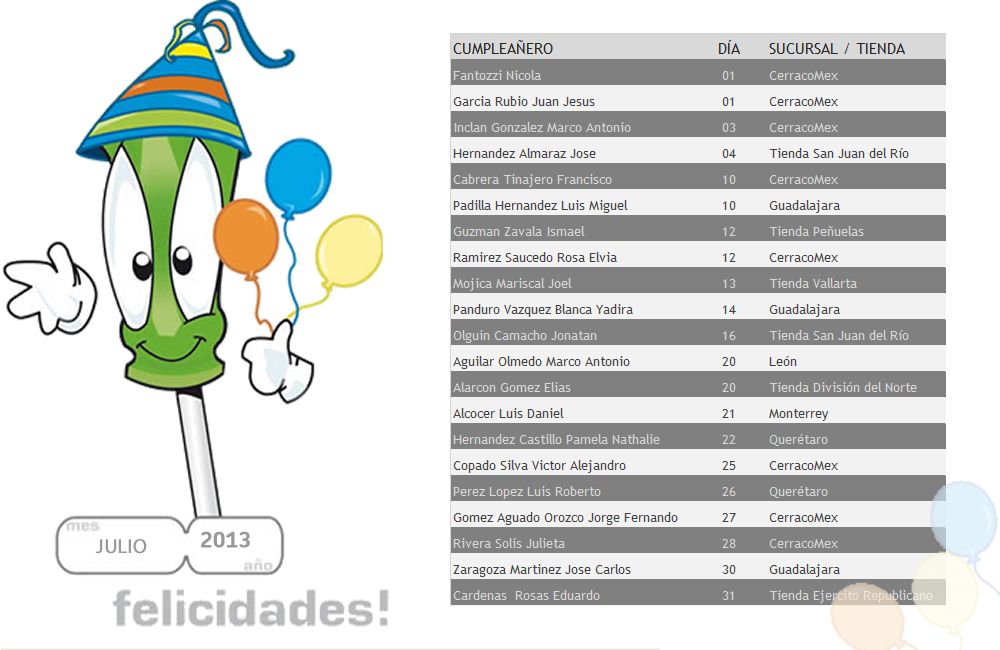 CUMPLEAÑERO DÍA SUCURSAL / TIENDA
Fantozzi Nicola 01 CerracoMex
Garcia Rubio Juan Jesus 01 CerracoMex
Inclan Gonzalez Marco Antonio 03 CerracoMex
Hernandez Almaraz Jose 04 Tienda San Juan del Río
Cabrera Tinajero Francisco 10 CerracoMex
Padilla Hernandez Luis Miguel 10 Guadalajara
Guzman Zavala Ismael 12 Tienda Peñuelas
Ramirez Saucedo Rosa Elvia 12 CerracoMex
Mojica Mariscal Joel 13 Tienda Vallarta
Panduro Vazquez Blanca Yadira 14 Guadalajara
Olguin Camacho Jonatan 16 Tienda San Juan del Río
Aguilar Olmedo Marco Antonio 20 León
Alarcon Gomez Elias 20 Tienda División del Norte
Alcocer Luis Daniel 21 Monterrey
Hernandez Castillo Pamela Nathalie 22 Querétaro
Copado Silva Victor Alejandro 25 CerracoMex
Perez Lopez Luis Roberto 26 Querétaro
Gomez Aguado Orozco Jorge Fernando 27 CerracoMex
Rivera Solis Julieta 28 CerracoMex
Zaragoza Martinez Jose Carlos 30 Guadalajara
Cardenas Rosas Eduardo 31 Tienda Ejercito Republicano
mes
JULIO 2013
año
felicidades!